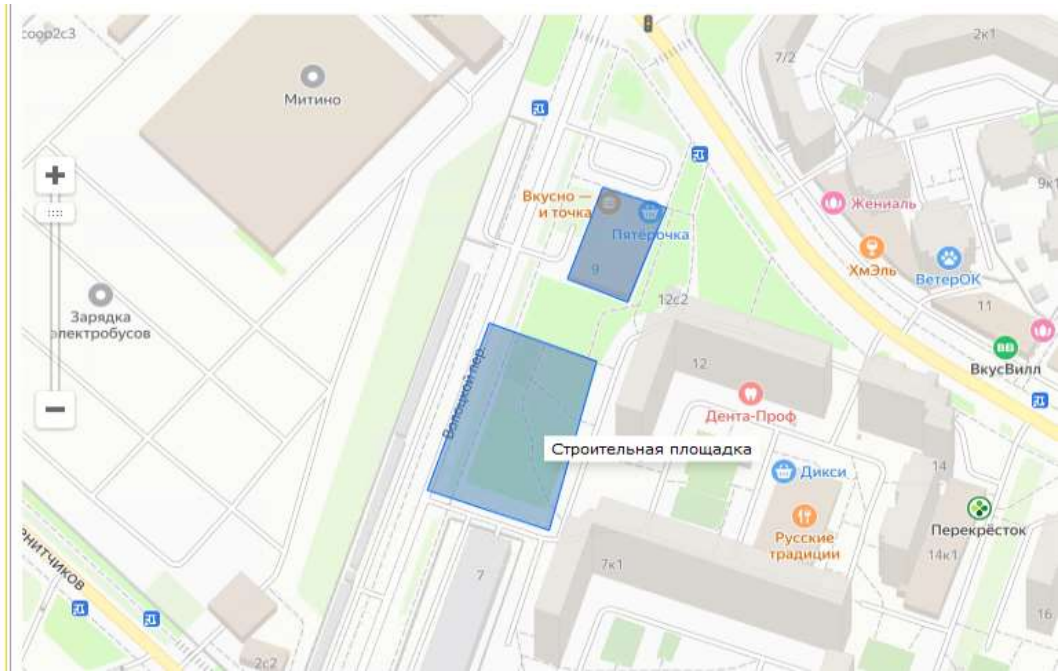 соор2с3
Митино
7/2
2к1
9к1
Вкусно —
и точка
Пятёрочка
Жениаль
ХмЭль
ВетерОК
9
12с2
11
ВкусВилл
Зарядка
электробусов
Волоцкой пер.
12
Дента-Проф
Строительная площадка
Дикси
14
Русские
традиции
Перекрёсток
14к1
7
7к1
16
нитчиков
2с2